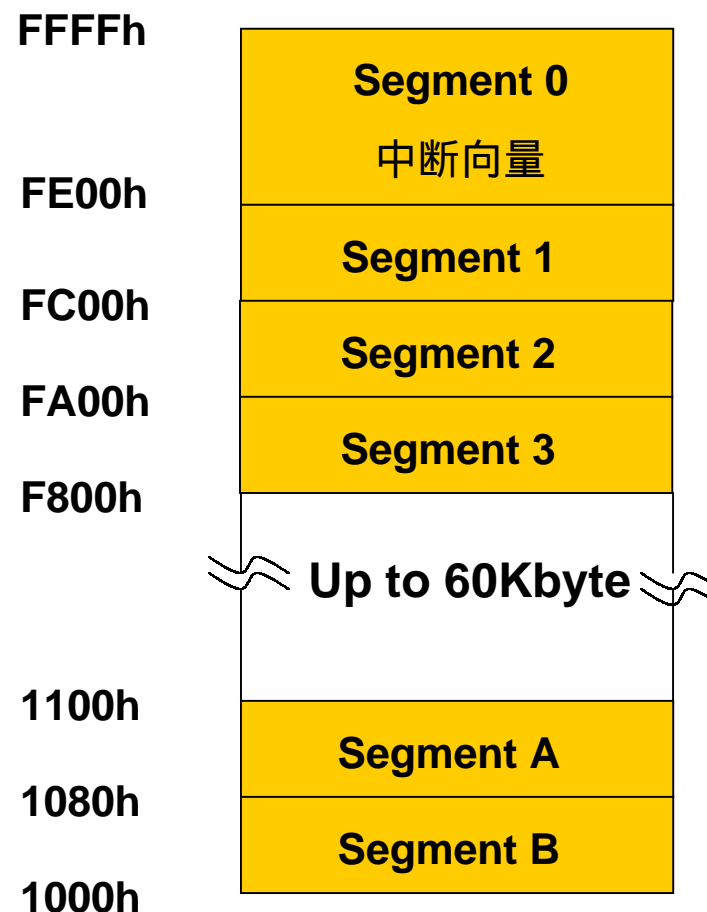 FFFFh
Segment 0
中断向量
FE00h
Segment 1
FC00h
Segment 2
FA00h
Segment 3
F800h
Up to 60Kbyte
1100h
Segment A
1080h
Segment B
1000h